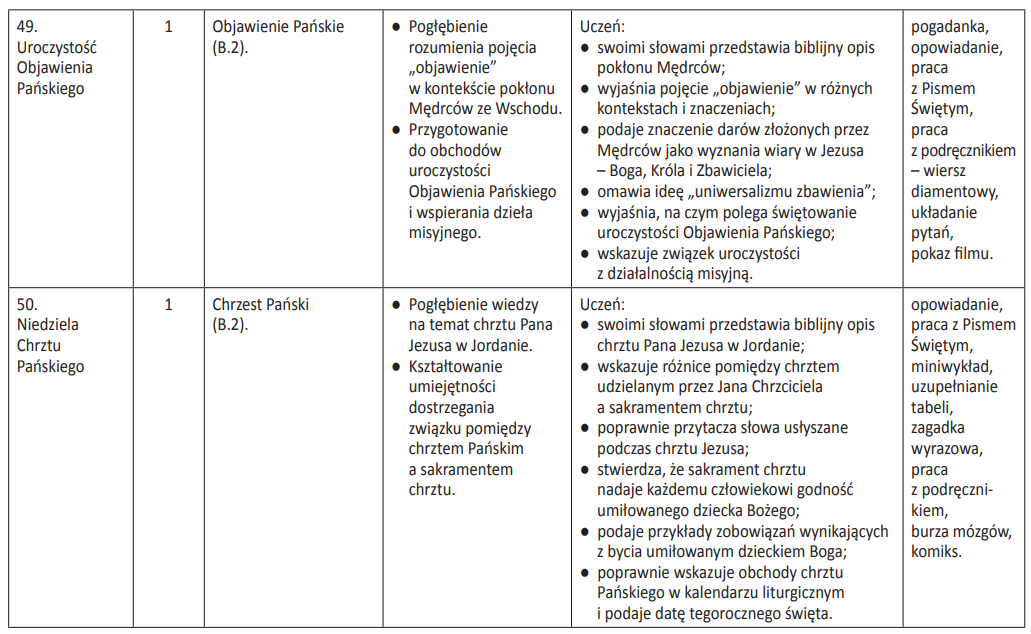 49.
Uroczystość
Objawienia
Pańskiego
1
Objawienie Pańskie
(B.2).
● Pogłębienie
rozumienia pojęcia
„objawienie”
w kontekście pokłonu
Mędrców ze Wschodu.
● Przygotowanie
do obchodów
uroczystości
Objawienia Pańskiego
i wspierania dzieła
misyjnego.
Uczeń:
● swoimi słowami przedstawia biblijny opis
pokłonu Mędrców;
● wyjaśnia pojęcie „objawienie” w różnych
kontekstach i znaczeniach;
● podaje znaczenie darów złożonych przez
Mędrców jako wyznania wiary w Jezusa
– Boga, Króla i Zbawiciela;
● omawia ideę „uniwersalizmu zbawienia”;
● wyjaśnia, na czym polega świętowanie
uroczystości Objawienia Pańskiego;
● wskazuje związek uroczystości
z działalnością misyjną.
pogadanka,
opowiadanie,
praca
z Pismem
Świętym,
praca
z podręcznikiem
– wiersz
diamentowy,
układanie
pytań,
pokaz filmu.
50.
Niedziela
Chrztu
Pańskiego
1
Chrzest Pański
(B.2).
● Pogłębienie wiedzy
na temat chrztu Pana
Jezusa w Jordanie.
● Kształtowanie
umiejętności
dostrzegania
związku pomiędzy
chrztem Pańskim
a sakramentem
chrztu.
Uczeń:
● swoimi słowami przedstawia biblijny opis
chrztu Pana Jezusa w Jordanie;
● wskazuje różnice pomiędzy chrztem
udzielanym przez Jana Chrzciciela
a sakramentem chrztu;
● poprawnie przytacza słowa usłyszane
podczas chrztu Jezusa;
● stwierdza, że sakrament chrztu
nadaje każdemu człowiekowi godność
umiłowanego dziecka Bożego;
● podaje przykłady zobowiązań wynikających
z bycia umiłowanym dzieckiem Boga;
● poprawnie wskazuje obchody chrztu
Pańskiego w kalendarzu liturgicznym
i podaje datę tegorocznego święta.
opowiadanie,
praca z Pismem
Świętym,
miniwykład,
uzupełnianie
tabeli,
zagadka
wyrazowa,
praca
z podręczni-
kiem,
burza mózgów,
komiks.